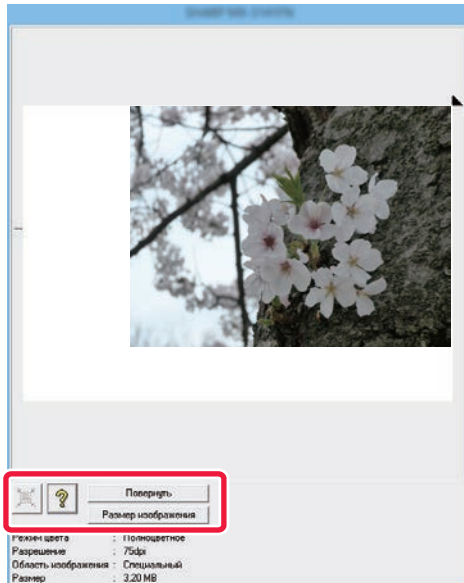 ?
Повернуть
Размер изображения
Режим цвета : Полноцветное
Разрешение : 75dpi
Область изображения : Специальный
Размер : 3.20 MB